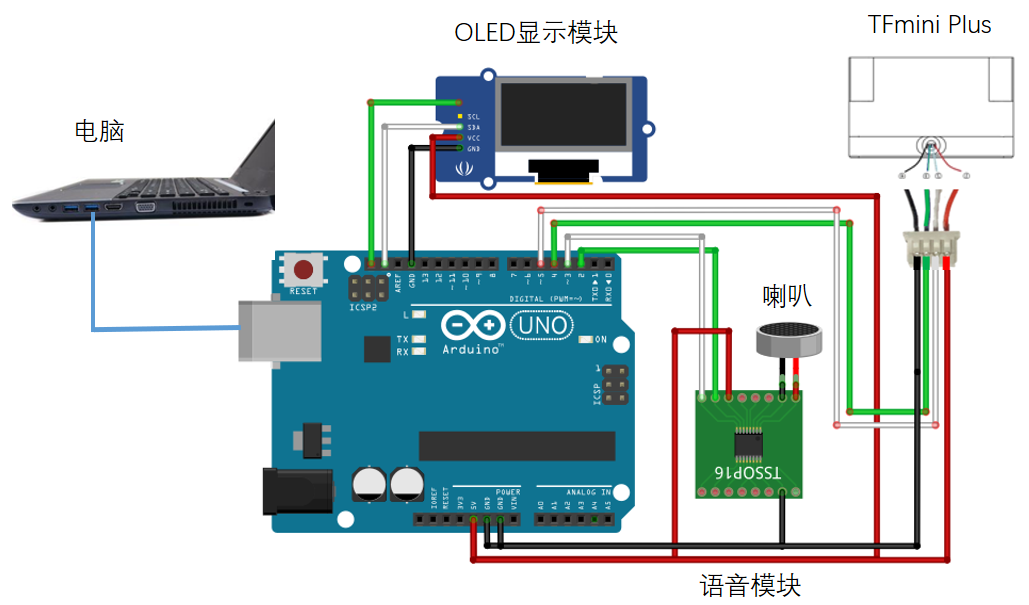 OLED显示模块
TFmini Plus
电脑
SCL
SDA
VCC
GND
RESET
ICSP2
AREF
GND
13
12
~11
~10
~9
8
7
~6
~5
4
~3
2
TX0▶1
RX0◀0
DIGITAL (PWM=~)
L
TX
RX
UNO
Arduino™
ON
1
ICSP
喇叭
TSSOP16
IOREF
RESET
3V3
5V
GND
GND
VIN
POWER
ANALOG IN
A0
A1
A2
A3
A4
A5
语音模块